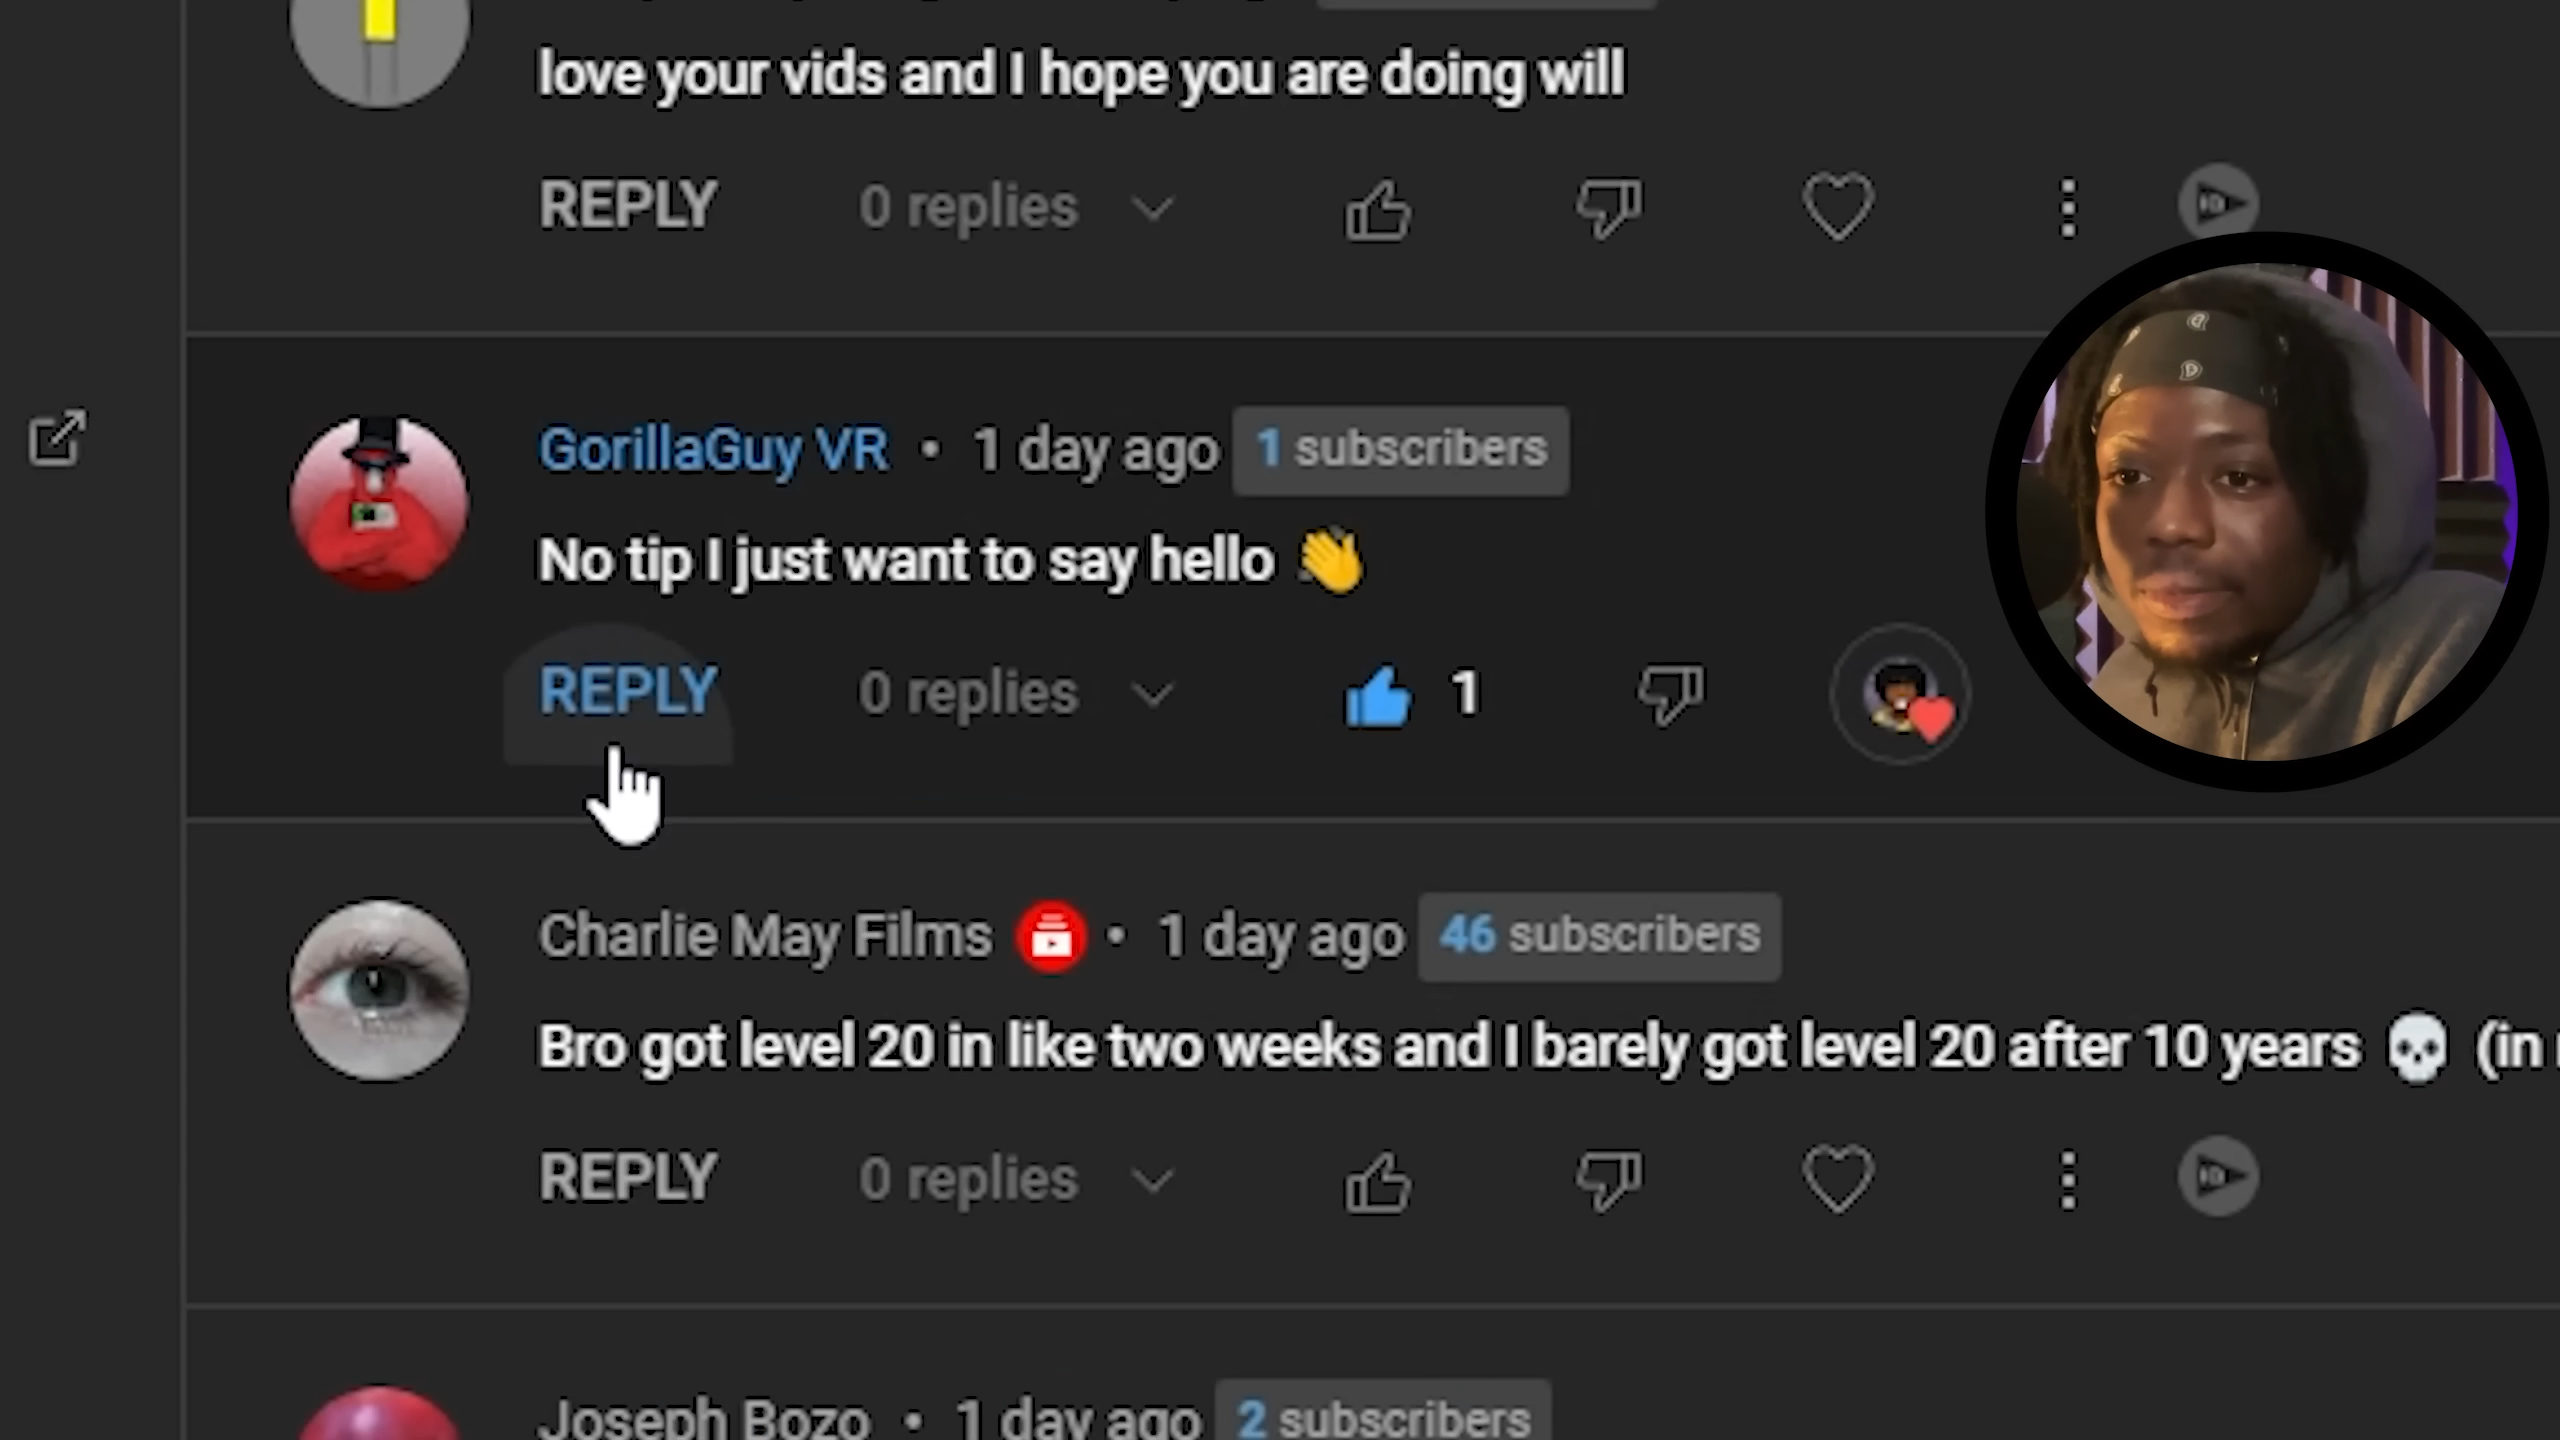 love your vids and I hope you are doing will
REPLY 0 replies
GorillaGuy VR • 1 day ago 1 subscribers
No tip I just want to say hello 👋
REPLY 0 replies 1
Charlie May Films • 1 day ago 46 subscribers
Bro got level 20 in like two weeks and I barely got level 20 after 10 years 💀 (in
REPLY 0 replies
Joseph Bozo • 1 day ago 2 subscribers